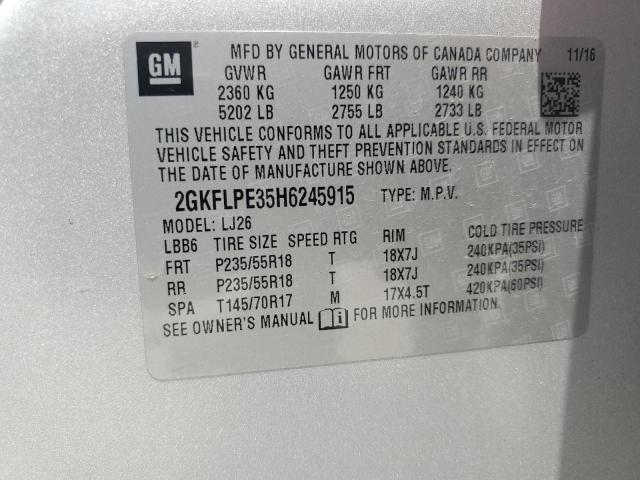 GM
MFD BY GENERAL MOTORS OF CANADA COMPANY 11/16
GVWR GAWR FRT GAWR RR
2360 KG 1250 KG 1240 KG
5202 LB 2755 LB 2733 LB
THIS VEHICLE CONFORMS TO ALL APPLICABLE U.S. FEDERAL MOTOR
VEHICLE SAFETY AND THEFT PREVENTION STANDARDS IN EFFECT ON
THE DATE OF MANUFACTURE SHOWN ABOVE.
2GKFLPE35H6245915 TYPE: M.P.V.
MODEL: LJ26
LBB6 TIRE SIZE SPEED RTG RIM COLD TIRE PRESSURE
FRT P235/55R18 T 18X7J 240KPA(35PSI)
RR P235/55R18 T 18X7J 240KPA(35PSI)
SPA T145/70R17 M 17X4.5T 420KPA(60PSI)
SEE OWNER'S MANUAL i FOR MORE INFORMATION.